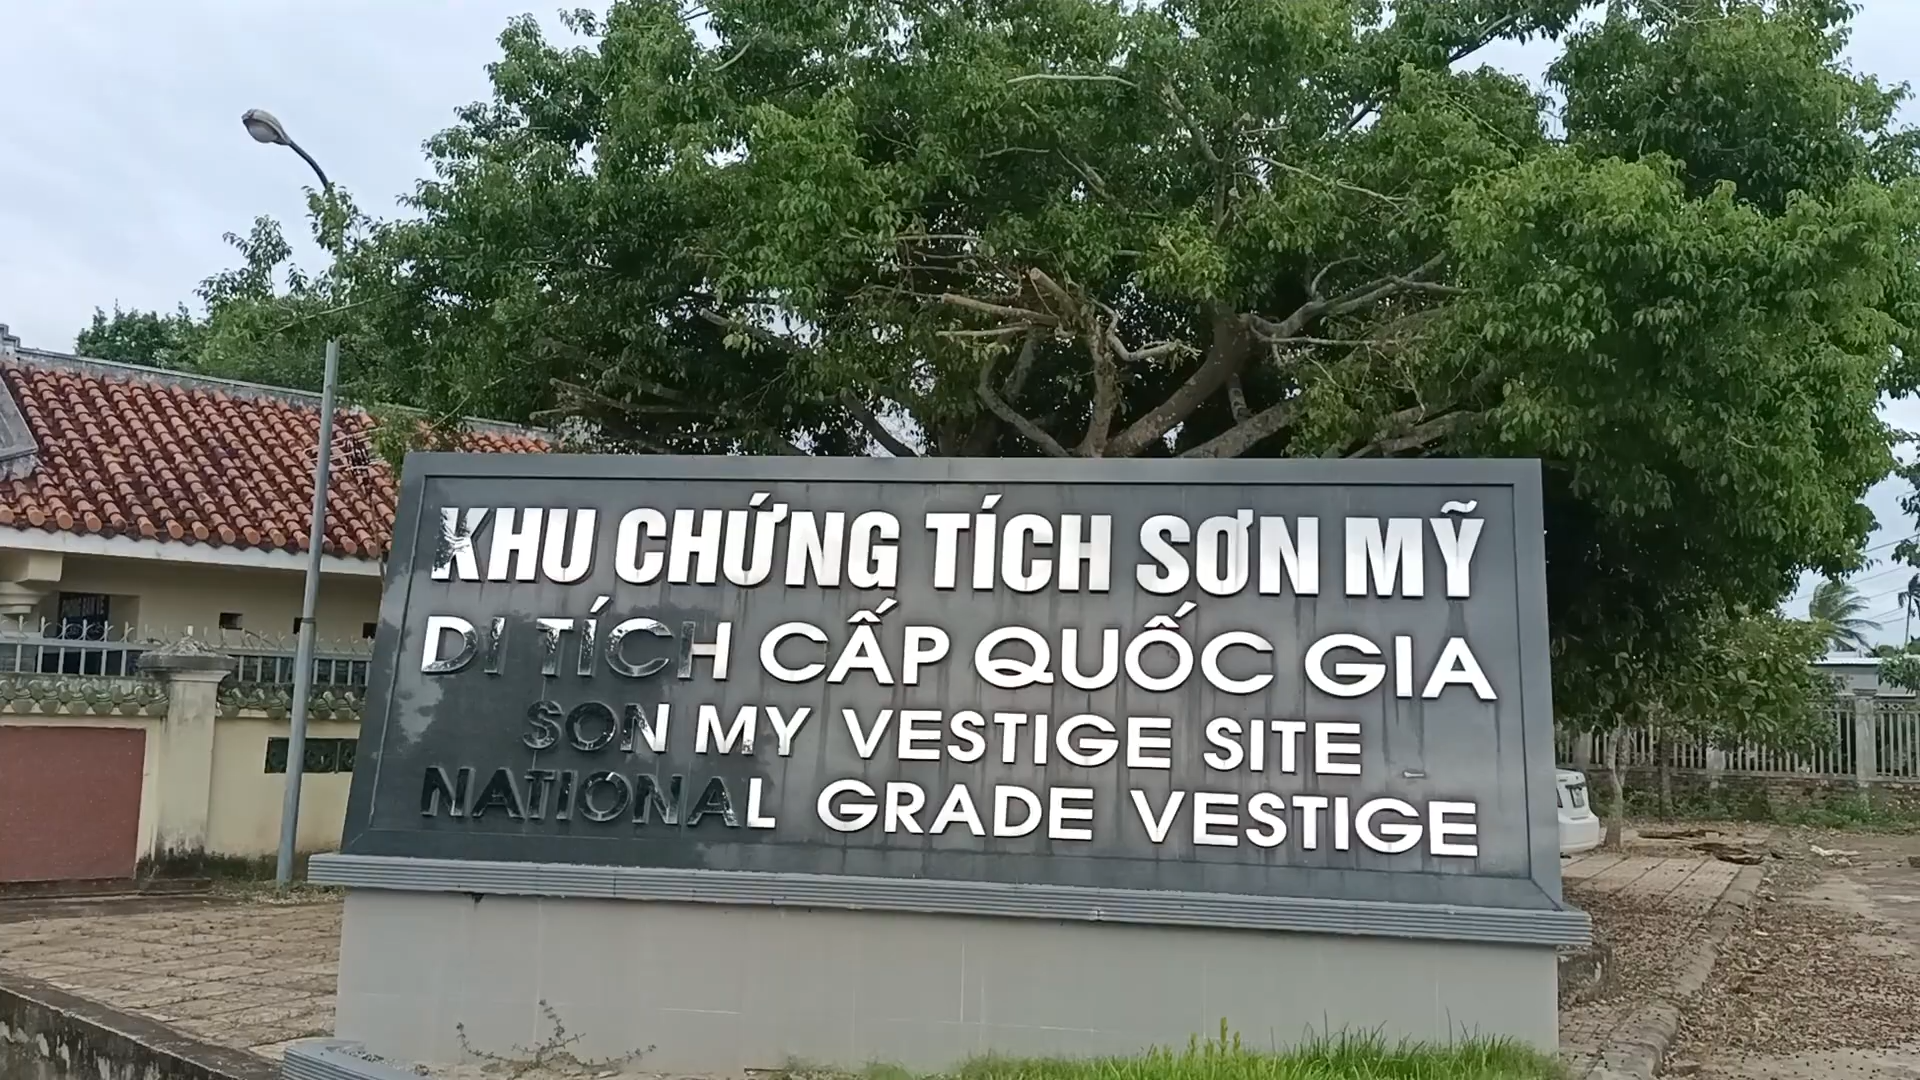 KHU CHỨNG TÍCH SƠN MỸ
DI TÍCH CẤP QUỐC GIA
SON MY VESTIGE SITE
NATIONAL GRADE VESTIGE